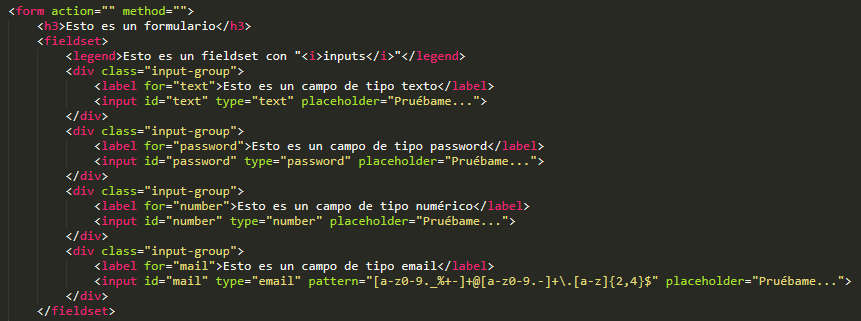 <form action="" method="">
<h3>Esto es un formulario</h3>
<fieldset>
<legend>Esto es un fieldset con "<i>inputs</i>"</legend>
<div class="input-group">
<label for="text">Esto es un campo de tipo texto</label>
<input id="text" type="text" placeholder="Pruébame...">
</div>
<div class="input-group">
<label for="password">Esto es un campo de tipo password</label>
<input id="password" type="password" placeholder="Pruébame...">
</div>
<div class="input-group">
<label for="number">Esto es un campo de tipo numérico</label>
<input id="number" type="number" placeholder="Pruébame...">
</div>
<div class="input-group">
<label for="mail">Esto es un campo de tipo email</label>
<input id="mail" type="email" pattern="[a-z0-9._%+-]+@[a-z0-9.-]+\.[a-z]{2,4}$" placeholder="Pruébame...">
</div>
</fieldset>